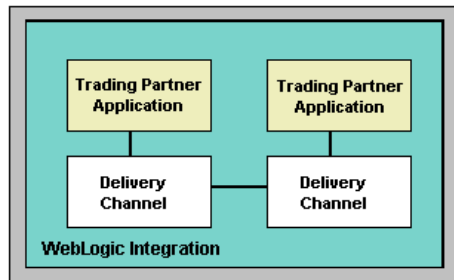 Trading Partner
Application
Trading Partner
Application
Delivery
Channel
Delivery
Channel
WebLogic Integration